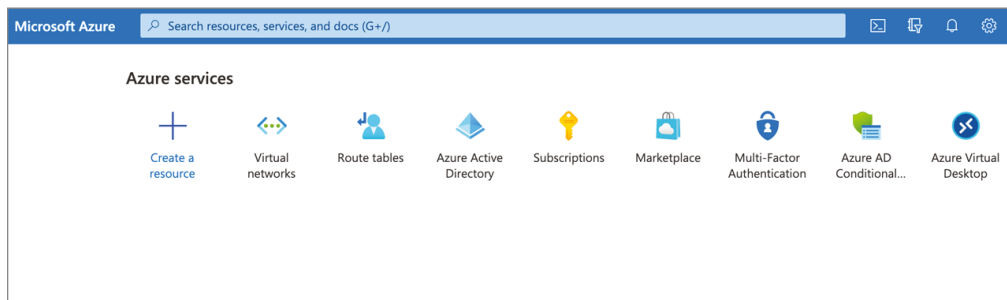 Microsoft Azure
Search resources, services, and docs (G+/)
Azure services
Create a
resource
Virtual
networks
Route tables
Azure Active
Directory
Subscriptions
Marketplace
Multi-Factor
Authentication
Azure AD
Conditional...
Azure Virtual
Desktop